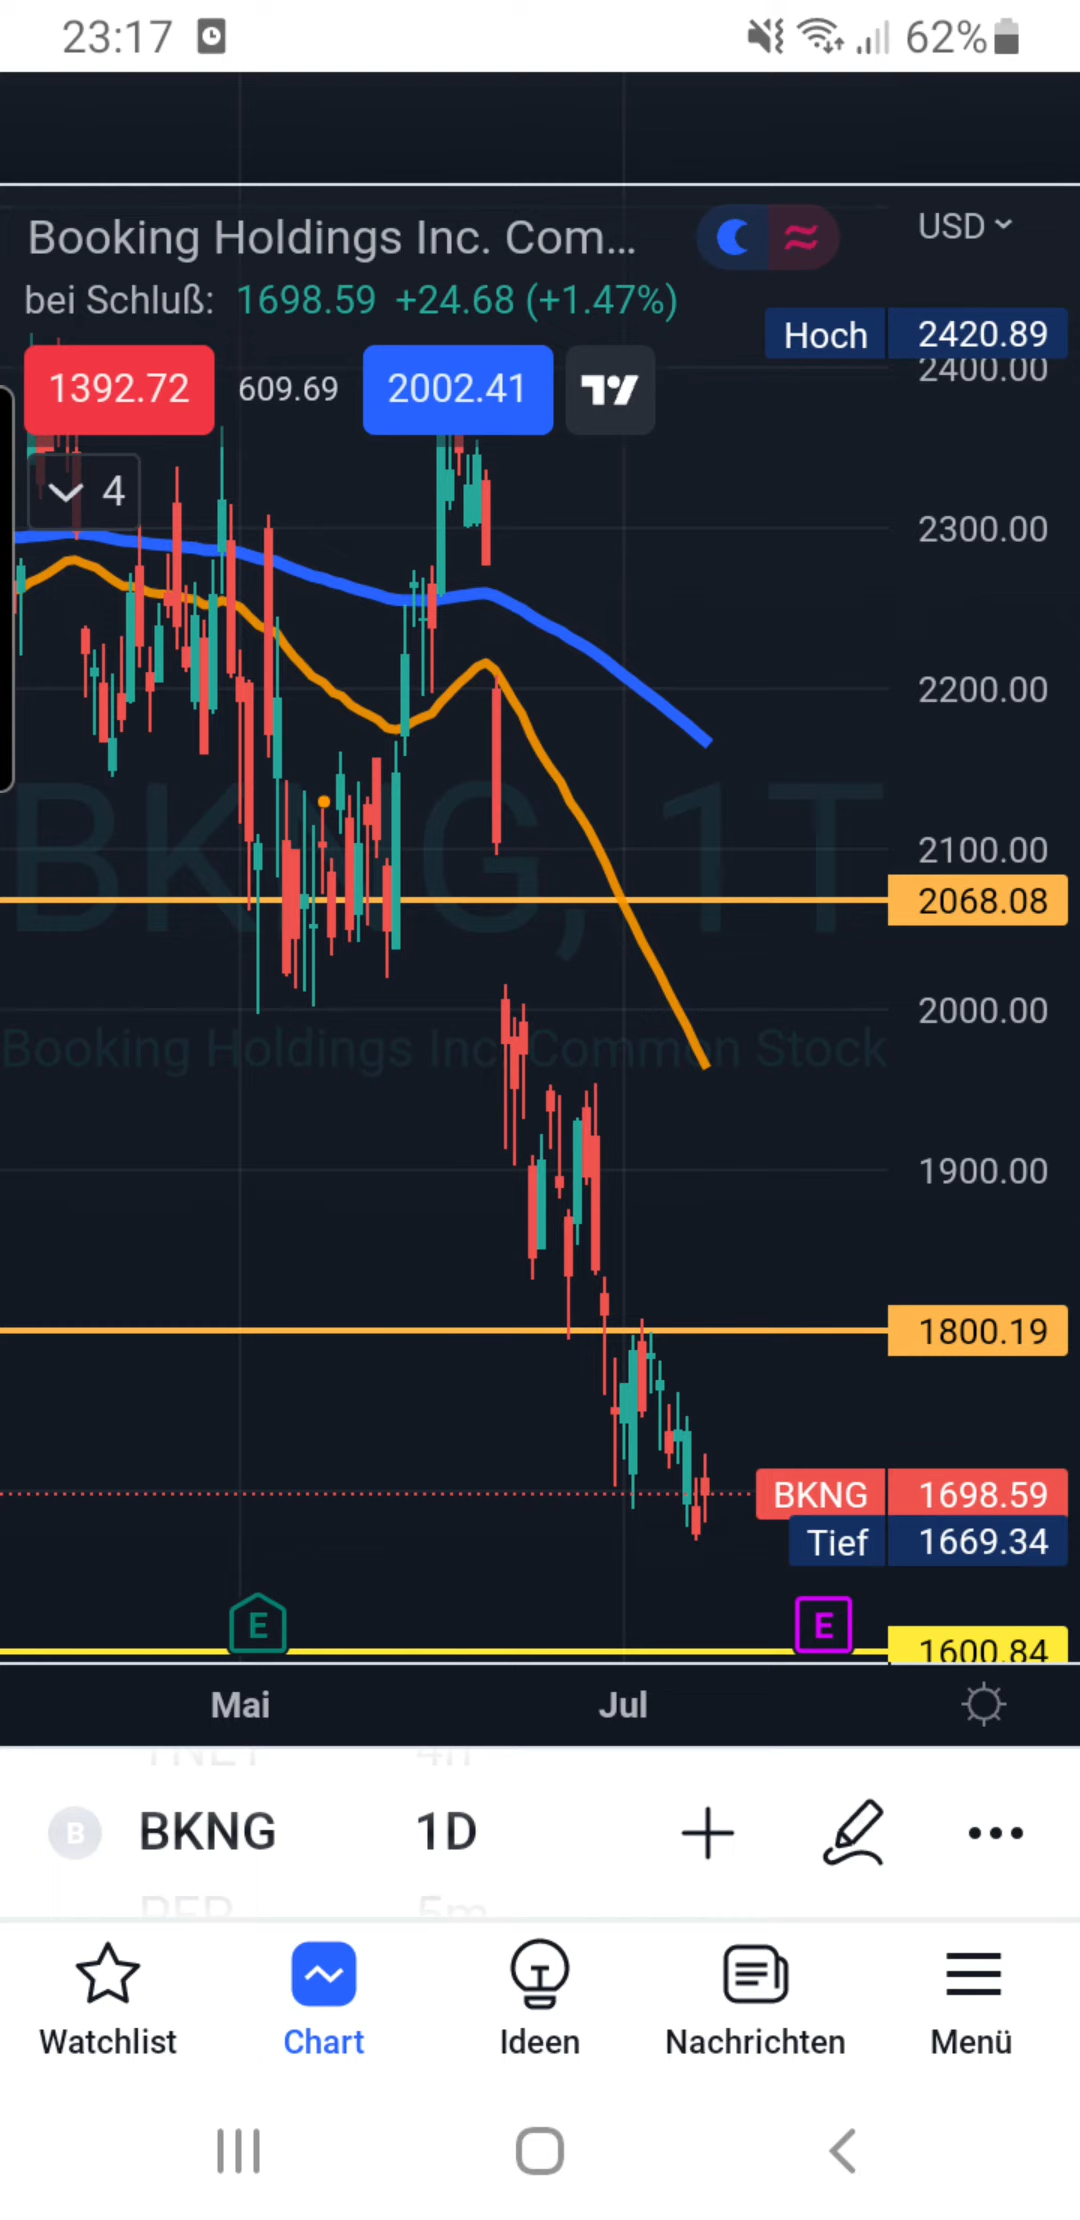 23:17
62%
Booking Holdings Inc. Com...
USD
bei Schluß: 1698.59 +24.68 (+1.47%)
Hoch 2420.89
2400.00
1392.72 609.69 2002.41
4
2300.00
2200.00
BKNG, 1T
2100.00
2068.08
2000.00
Booking Holdings Inc Common Stock
1900.00
1800.19
BKNG 1698.59
Tief 1669.34
E E
1600.84
Mai Jul
B BKNG 1D
5m
Watchlist Chart Ideen Nachrichten Menü